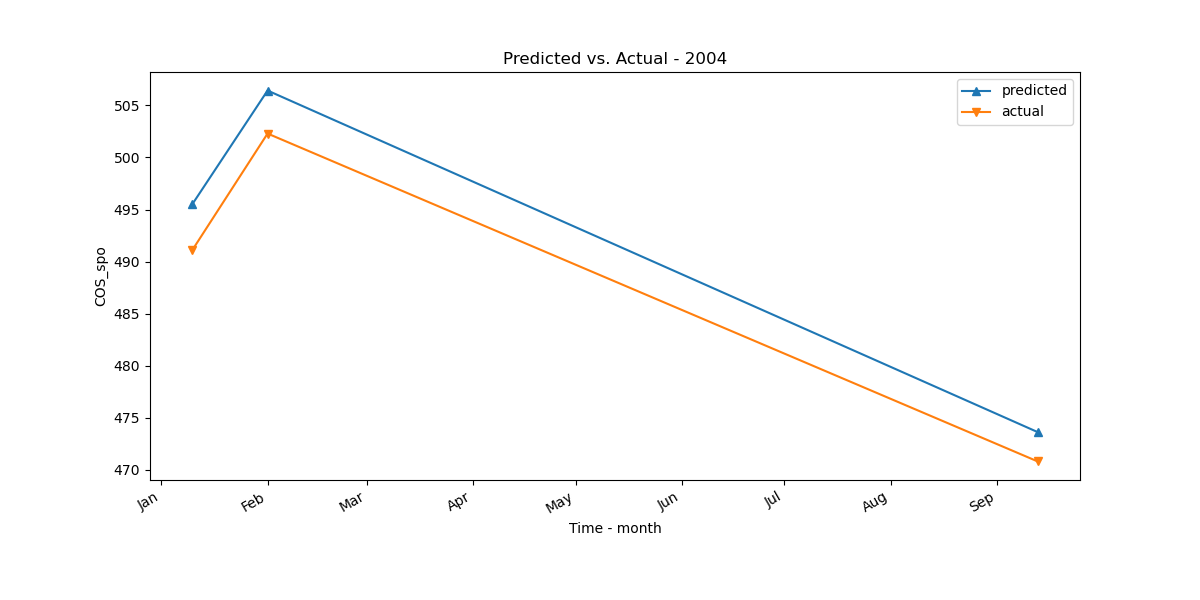 Predicted vs. Actual - 2004
predicted
actual
505
500
495
490
485
480
475
470
COS_spo
Jan
Feb
Mar
Apr
May
Jun
Jul
Aug
Sep
Time - month